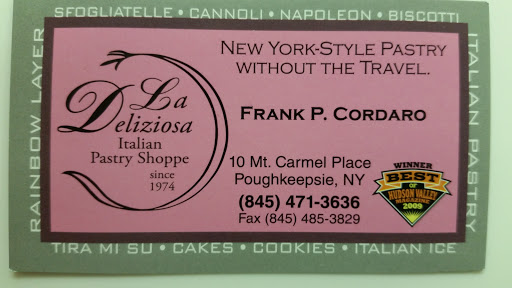 SFOGLIATELLE • CANNOLI • NAPOLEON • BISCOTTI
RAINBOW LAYER
ITALIAN PASTRY
La
Deliziosa
Italian
Pastry Shoppe
since
1974
NEW YORK-STYLE PASTRY
WITHOUT THE TRAVEL.
FRANK P. CORDARO
10 Mt. Carmel Place
Poughkeepsie, NY
(845) 471-3636
Fax (845) 485-3829
WINNER
BEST
OF
HUDSON VALLEY
MAGAZINE
2009
TIRA MI SU • CAKES • COOKIES • ITALIAN ICE